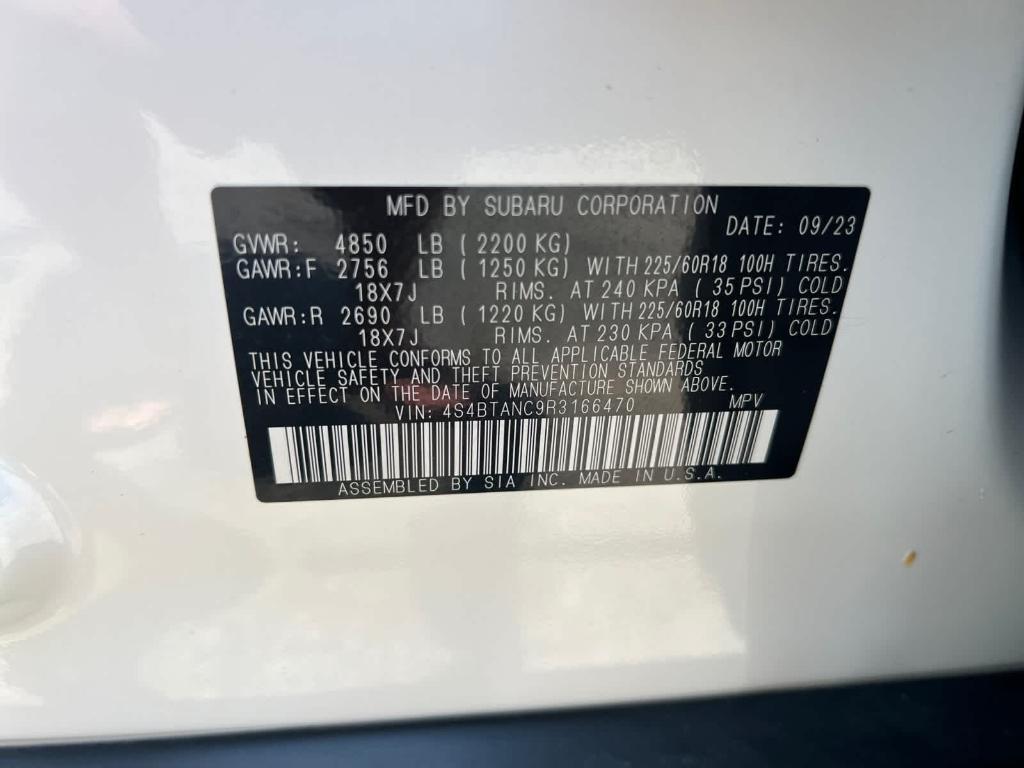 MFD BY SUBARU CORPORATION
DATE: 09/23
GVWR: 4850 LB ( 2200 KG)
GAWR:F 2756 LB ( 1250 KG) WITH 225/60R18 100H TIRES.
18X7J RIMS. AT 240 KPA ( 35 PSI) COLD
GAWR:R 2690 LB ( 1220 KG) WITH 225/60R18 100H TIRES.
18X7J RIMS. AT 230 KPA ( 33 PSI) COLD
THIS VEHICLE CONFORMS TO ALL APPLICABLE FEDERAL MOTOR
VEHICLE SAFETY AND THEFT PREVENTION STANDARDS
IN EFFECT ON THE DATE OF MANUFACTURE SHOWN ABOVE.
VIN: 4S4BTANC9R3166470 MPV
ASSEMBLED BY SIA INC. MADE IN U.S.A.